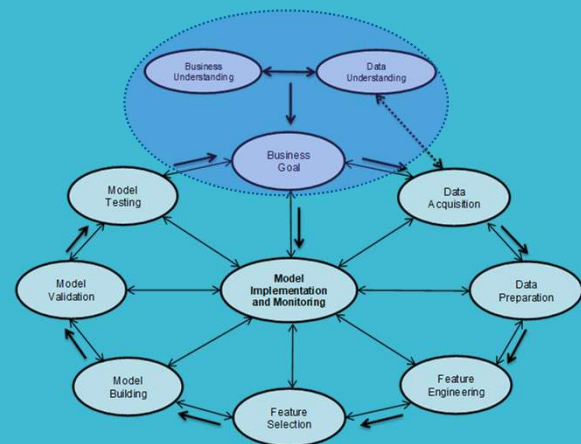 Business
Understanding
Data
Understanding
Business
Goal
Model
Testing
Data
Acquisition
Model
Implementation
and Monitoring
Model
Validation
Data
Preparation
Model
Building
Feature
Engineering
Feature
Selection